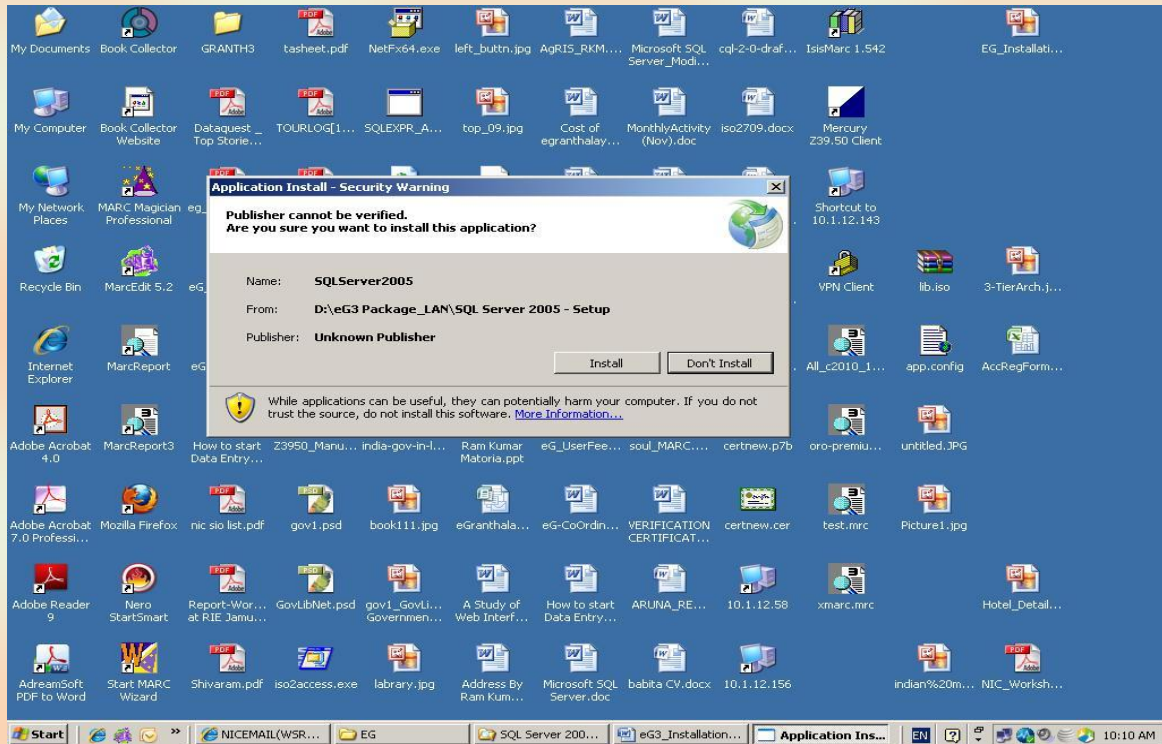 My Documents
Book Collector
GRANTH3
tasheet.pdf
NetFx64.exe
left_buttn.jpg
AgRIS_RKM....
Microsoft SQL
Server_Modi...
cql-2-0-draf...
IsisMarc 1.542
EG_Installati...
My Computer
Book Collector
Website
Dataquest _
Top Storie...
TOURLOG[1...
SQLEXPR_A...
top_09.jpg
Cost of
egranthalay...
MonthlyActivity
(Nov).doc
iso2709.docx
Mercury
Z39.50 Client
My Network
Places
MARC Magician
Professional
eg_
Shortcut to
10.1.12.143
Application Install - Security Warning
Publisher cannot be verified.
Are you sure you want to install this application?
Name: SQLServer2005
From: D:\eG3 Package_LAN\SQL Server 2005 - Setup
Publisher: Unknown Publisher
Install
Don't Install
While applications can be useful, they can potentially harm your computer. If you do not
trust the source, do not install this software. More Information...
Recycle Bin
MarcEdit 5.2
eG_
VPN Client
lib.iso
3-TierArch.j...
Internet
Explorer
MarcReport
eG
All_c2010_1...
app.config
AccRegForm...
Adobe Acrobat
4.0
MarcReport3
How to start
Data Entry...
Z3950_Manu...
india-gov-in-l...
Ram Kumar
Matoria.ppt
eG_UserFee...
soul_MARC....
certnew.p7b
oro-premiu...
untitled.JPG
Adobe Acrobat
7.0 Professi...
Mozilla Firefox
nic sio list.pdf
gov1.psd
book111.jpg
eGranthala...
eG-CoOrdin...
VERIFICATION
CERTIFICAT...
certnew.cer
test.mrc
Picture1.jpg
Adobe Reader
9
Nero
StartSmart
Report-Wor...
at RIE Jamu...
GovLibNet.psd
gov1_GovLi...
Governmen...
A Study of
Web Interf...
How to start
Data Entry...
ARUNA_RE...
10.1.12.58
xmarc.mrc
Hotel_Detail...
AdreamSoft
PDF to Word
Start MARC
Wizard
Shivaram.pdf
iso2access.exe
labrary.jpg
Address By
Ram Kum...
Microsoft SQL
Server.doc
babita CV.docx
10.1.12.156
indian%20m...
NIC_Worksh...
Start
NICEMAIL(WSR...
EG
SQL Server 200...
eG3_Installation...
Application Ins...
EN
10:10 AM